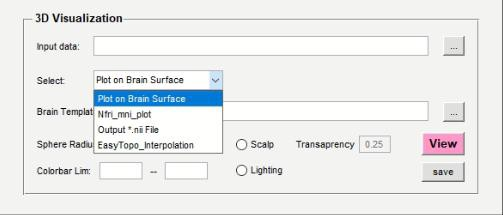 3D Visualization
Input data:
...
Select:
Plot on Brain Surface
Plot on Brain Surface
Nfri_mni_plot
Output *.nii File
EasyTopo_Interpolation
Brain Templat
...
Sphere Radiu
Scalp
Transaprency
0.25
View
Colorbar Lim:
--
Lighting
save